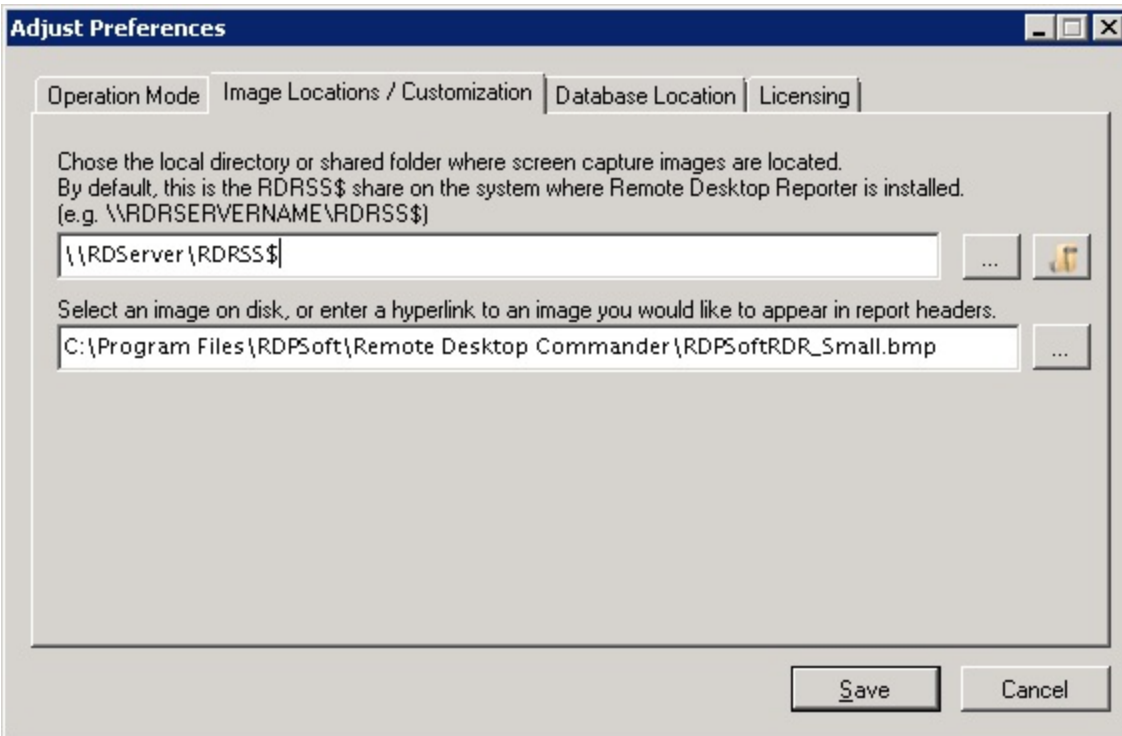 Adjust Preferences
Operation Mode
Image Locations / Customization
Database Location
Licensing
Chose the local directory or shared folder where screen capture images are located.
By default, this is the RDRSS$ share on the system where Remote Desktop Reporter is installed.
(e.g. \\RDRSERVERNAME\RDRSS$)
\\RDServer\RDRSS$
...
Select an image on disk, or enter a hyperlink to an image you would like to appear in report headers.
C:\Program Files\RDPSoft\Remote Desktop Commander\RDPSoftRDR_Small.bmp
...
Save
Cancel